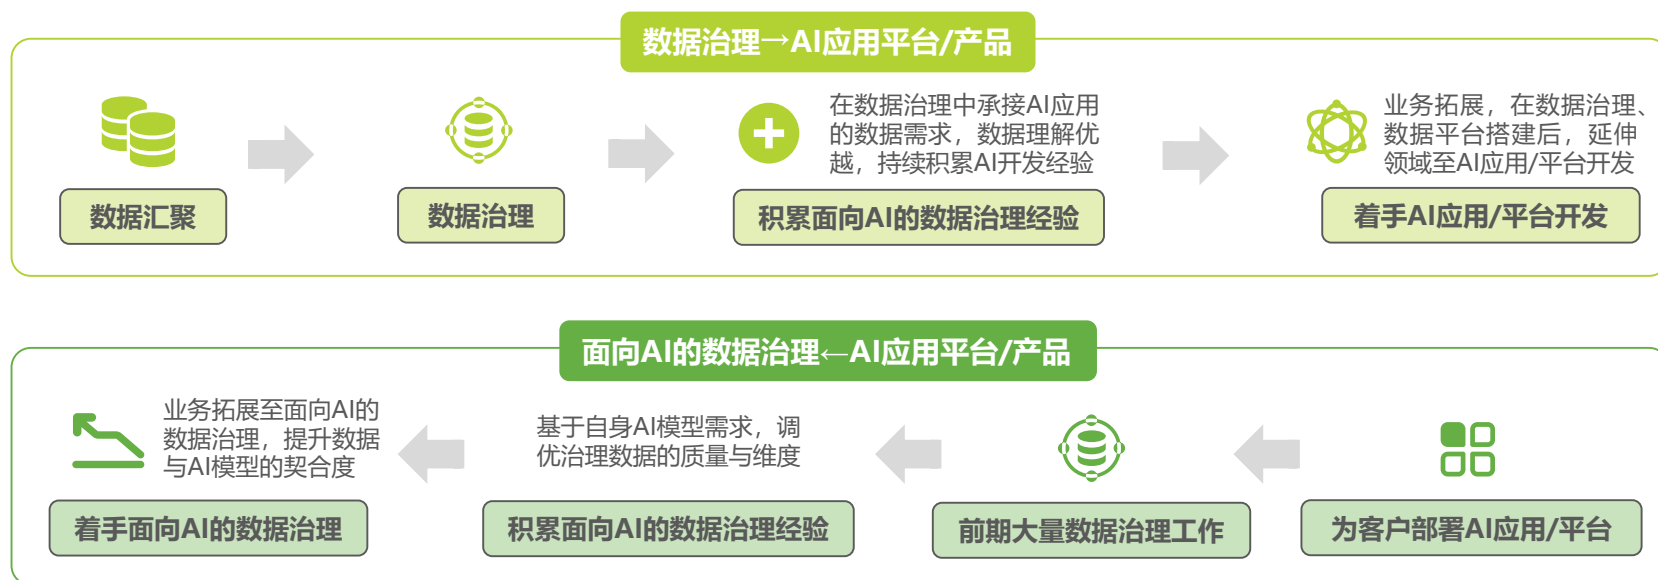 数据治理→AI应用平台/产品
数据汇聚
数据治理
在数据治理中承接AI应用
的数据需求，数据理解优
越，持续积累AI开发经验
积累面向AI的数据治理经验
业务拓展，在数据治理、
数据平台搭建后，延伸
领域至AI应用/平台开发
着手AI应用/平台开发
面向AI的数据治理←AI应用平台/产品
业务拓展至面向AI的
数据治理，提升数据
与AI模型的契合度
着手面向AI的数据治理
基于自身AI模型需求，调
优治理数据的质量与维度
积累面向AI的数据治理经验
前期大量数据治理工作
为客户部署AI应用/平台